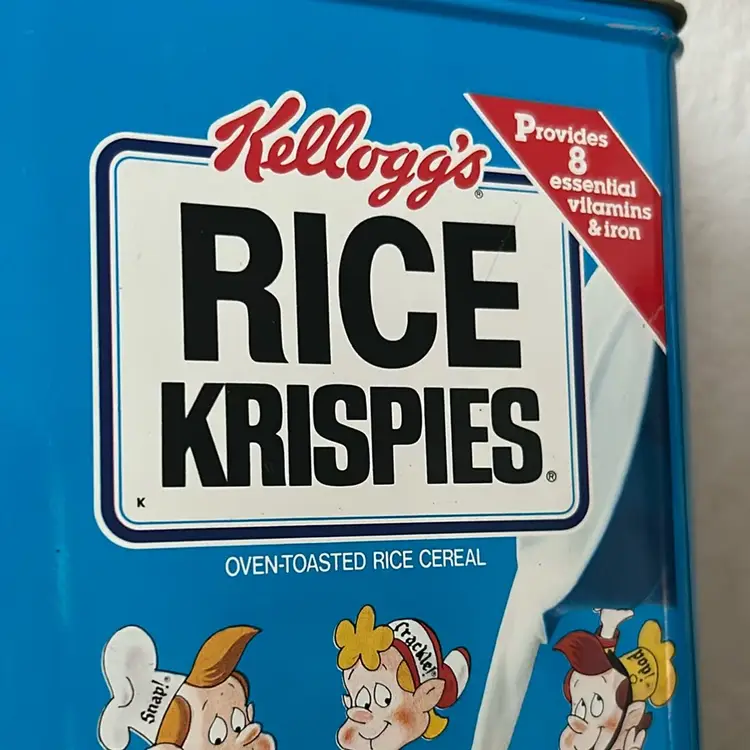 Kellogg's®
Provides
8
essential
vitamins
& iron
RICE
KRISPIES®
K
OVEN-TOASTED RICE CEREAL
Snap!®
Crackle!®
Pop!